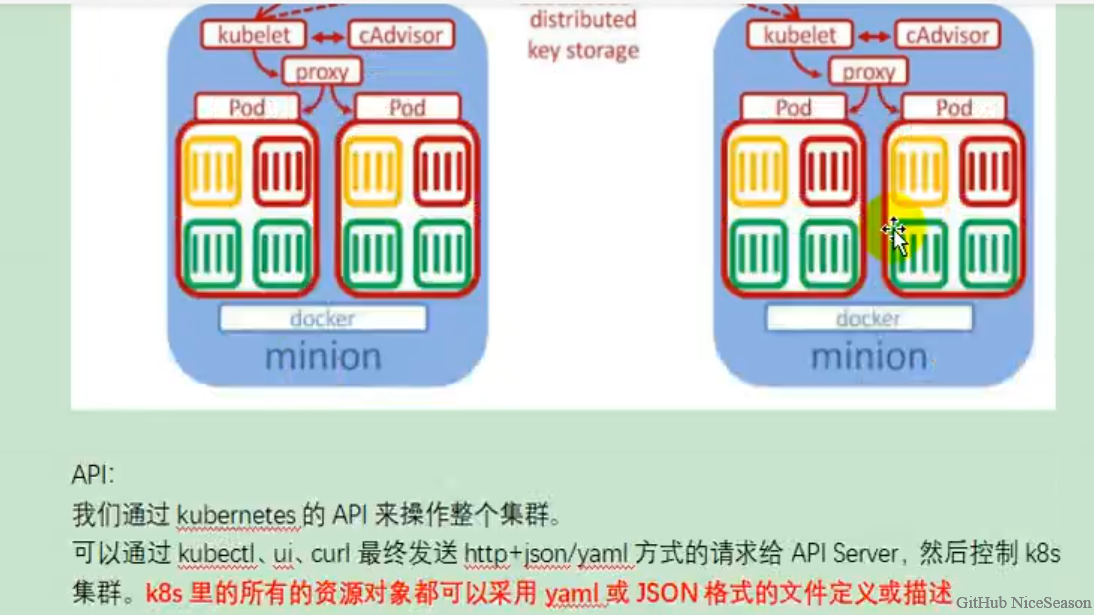 distributed
key storage
kubelet
cAdvisor
kubelet
cAdvisor
proxy
proxy
Pod
Pod
Pod
Pod
docker
docker
minion
minion
API:
我们通过 kubernetes 的 API 来操作整个集群。
可以通过 kubectl、ui、curl 最终发送 http+json/yaml 方式的请求给 API Server，然后控制 k8s
集群。k8s 里的所有的资源对象都可以采用 yaml 或 JSON 格式的文件定义或描述
GitHub NiceSeason